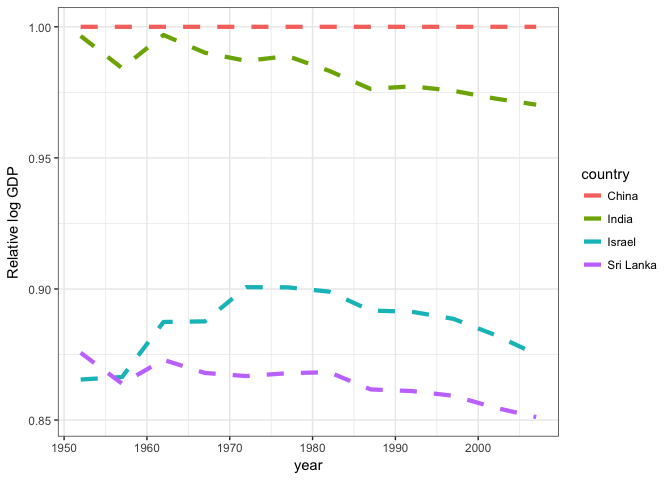 1.00
0.95
0.90
0.85
Relative log GDP
1950 1960 1970 1980 1990 2000
year
country
China
India
Israel
Sri Lanka